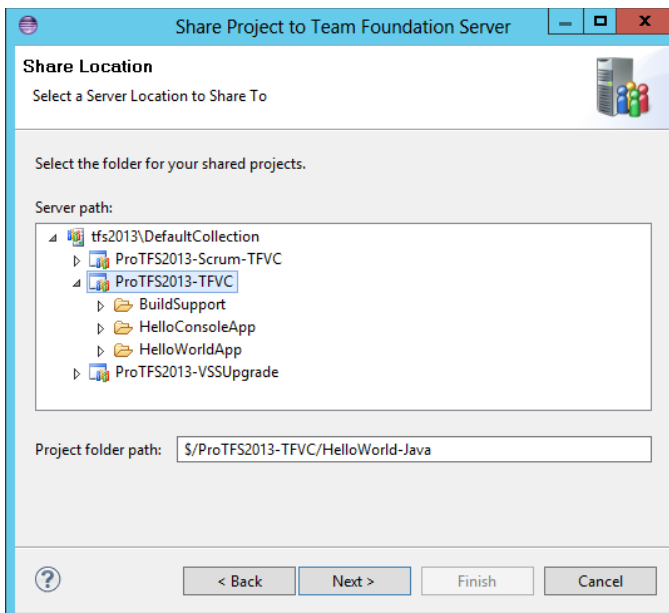 Share Project to Team Foundation Server
Share Location
Select a Server Location to Share To
Select the folder for your shared projects.
Server path:
tfs2013\DefaultCollection
ProTFS2013-Scrum-TFVC
ProTFS2013-TFVC
BuildSupport
HelloConsoleApp
HelloWorldApp
ProTFS2013-VSSUpgrade
Project folder path: $/ProTFS2013-TFVC/HelloWorld-Java
? < Back Next > Finish Cancel